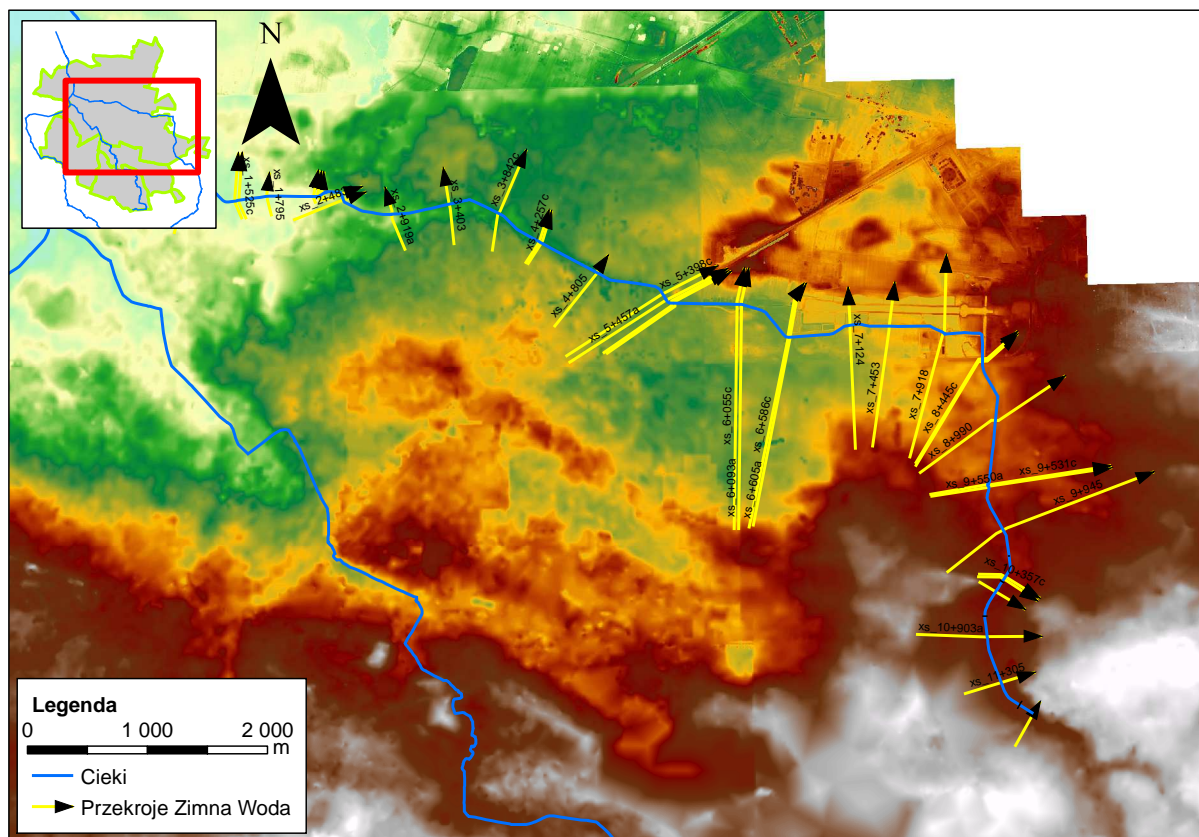 N
xs_1+525c
xs_1+795
xs_2+48
xs_2+919a
xs_3+403
xs_3+842c
xs_4+257c
xs_4+805
xs_5+398c
xs_5+457a
xs_6+055c
xs_6+093a
xs_6+586c
xs_6+605a
xs_7+124
xs_7+453
xs_7+918
xs_8+445c
xs_8+990
xs_9+531c
xs_9+550a
xs_9+945
xs_10+357c
xs_10+903a
xs_11+305
Legenda
0 1 000 2 000
m
Cieki
Przekroje Zimna Woda